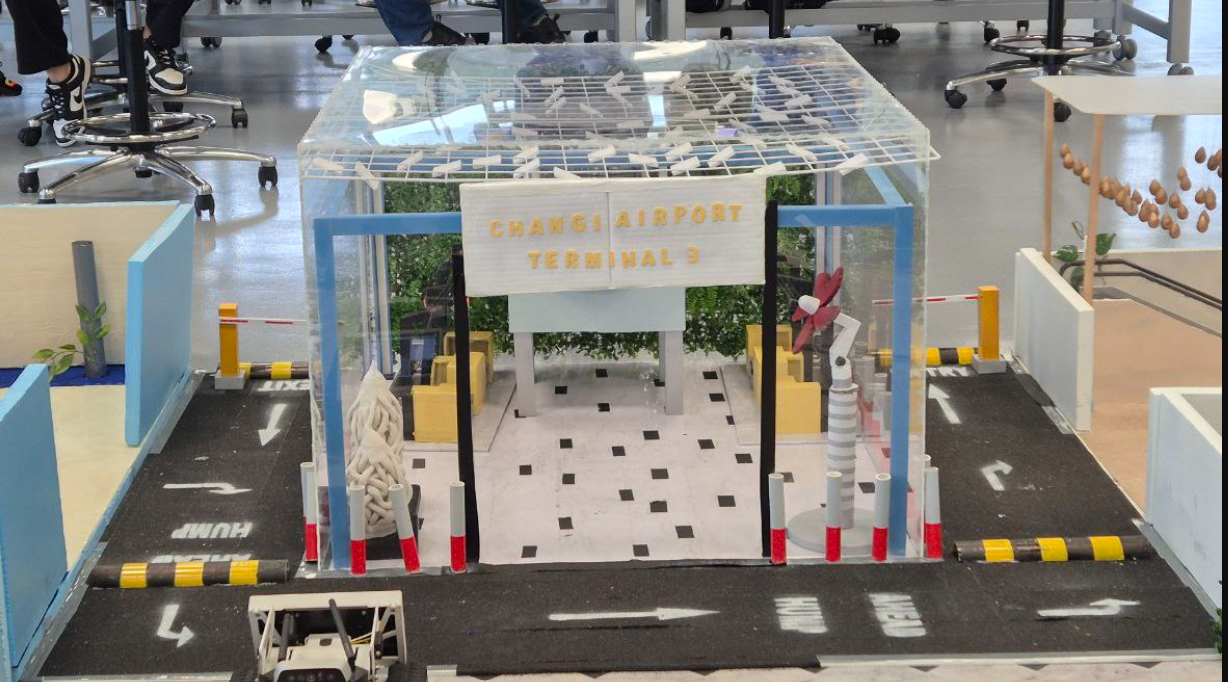 CHANGI AIRPORT
TERMINAL 3
EXIT
HUMP
AHEAD
HUMP
AHEAD